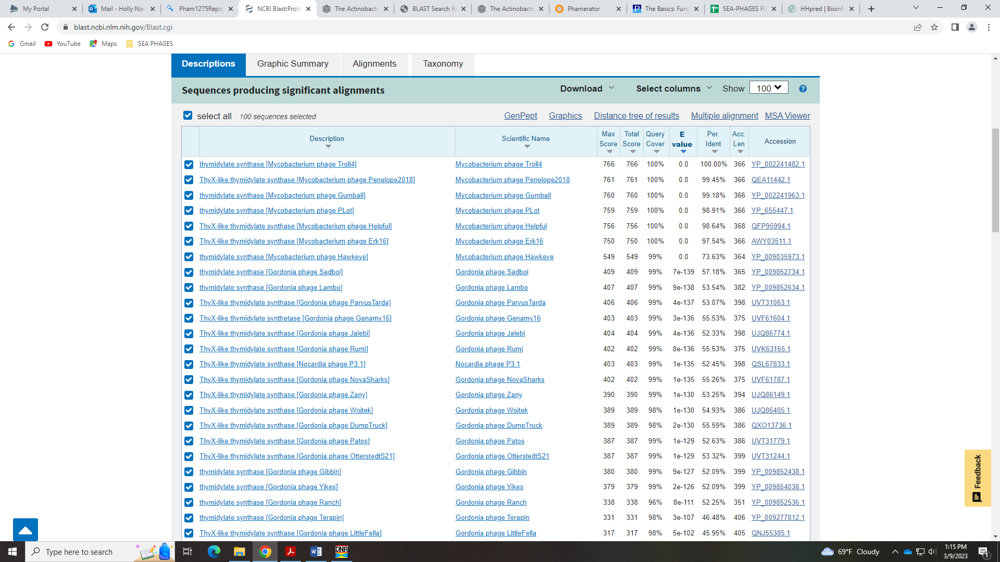 My Portal
Mail - Holly Nan
Pham1275Repo
NCBI Blast:Prote
The Actinobacte
BLAST Search R
The Actinobacte
Phamerator
The Basics: Func
SEA-PHAGES FU
HHpred | Bioinfo
blast.ncbi.nlm.nih.gov/Blast.cgi
Gmail YouTube Maps SEA PHAGES
Descriptions Graphic Summary Alignments Taxonomy
Sequences producing significant alignments Download Select columns Show 100
select all 100 sequences selected GenPept Graphics Distance tree of results Multiple alignment MSA Viewer
Description Scientific Name Max Score Total Score Query Cover E value Per. Ident Acc. Len Accession
thymidylate synthase [Mycobacterium phage Troll4] Mycobacterium phage Troll4 766 766 100% 0.0 100.00% 366 YP_002241482.1
ThyX-like thymidylate synthase [Mycobacterium phage Penelope2018] Mycobacterium phage Penelope2018 761 761 100% 0.0 99.45% 366 QEA11442.1
thymidylate synthase [Mycobacterium phage Gumball] Mycobacterium phage Gumball 760 760 100% 0.0 99.18% 366 YP_002241963.1
thymidylate synthase [Mycobacterium phage PLot] Mycobacterium phage PLot 759 759 100% 0.0 98.91% 366 YP_655447.1
ThyX-like thymidylate synthase [Mycobacterium phage Helpful] Mycobacterium phage Helpful 756 756 100% 0.0 98.64% 368 QFP95994.1
ThyX-like thymidylate synthase [Mycobacterium phage Erk16] Mycobacterium phage Erk16 750 750 100% 0.0 97.54% 366 AWY03511.1
thymidylate synthase [Mycobacterium phage Hawkeye] Mycobacterium phage Hawkeye 549 549 99% 0.0 73.63% 364 YP_009035973.1
thymidylate synthase [Gordonia phage Sadboi] Gordonia phage Sadboi 409 409 99% 7e-139 57.18% 365 YP_009852734.1
thymidylate synthase [Gordonia phage Lambo] Gordonia phage Lambo 407 407 99% 9e-138 53.54% 382 YP_009852634.1
ThyX-like thymidylate synthase [Gordonia phage ParvusTarda] Gordonia phage ParvusTarda 406 406 99% 4e-137 53.07% 398 UVT31063.1
ThyX-like thymidylate synthetase [Gordonia phage Genamy16] Gordonia phage Genamy16 403 403 99% 3e-136 55.53% 375 UVF61604.1
ThyX-like thymidylate synthase [Gordonia phage Jalebi] Gordonia phage Jalebi 404 404 99% 4e-136 52.33% 398 UJQ86774.1
ThyX-like thymidylate synthase [Gordonia phage Rumi] Gordonia phage Rumi 402 402 99% 8e-136 55.53% 375 UVK63165.1
ThyX-like thymidylate synthase [Nocardia phage P3.1] Nocardia phage P3.1 403 403 99% 1e-135 52.45% 398 QSL67833.1
ThyX-like thymidylate synthase [Gordonia phage NovaSharks] Gordonia phage NovaSharks 402 402 99% 1e-135 55.26% 375 UVF61787.1
ThyX-like thymidylate synthase [Gordonia phage Zany] Gordonia phage Zany 390 390 99% 1e-130 53.25% 394 UJQ86149.1
ThyX-like thymidylate synthase [Gordonia phage Wojtek] Gordonia phage Wojtek 389 389 98% 1e-130 54.93% 386 UJQ86405.1
ThyX-like thymidylate synthase [Gordonia phage DumpTruck] Gordonia phage DumpTruck 389 389 98% 2e-130 55.59% 386 QXO13736.1
ThyX-like thymidylate synthase [Gordonia phage Patos] Gordonia phage Patos 387 387 99% 1e-129 52.63% 386 UVT31779.1
ThyX-like thymidylate synthase [Gordonia phage OtterstedtS21] Gordonia phage OtterstedtS21 387 387 99% 1e-129 53.32% 399 UVT31244.1
thymidylate synthase [Gordonia phage Gibbin] Gordonia phage Gibbin 380 380 99% 9e-127 52.09% 399 YP_009852438.1
thymidylate synthase [Gordonia phage Yikes] Gordonia phage Yikes 379 379 99% 2e-126 52.09% 399 YP_009854038.1
thymidylate synthase [Gordonia phage Ranch] Gordonia phage Ranch 338 338 96% 8e-111 52.25% 351 YP_009852536.1
thymidylate synthase [Gordonia phage Terapin] Gordonia phage Terapin 331 331 98% 3e-107 46.48% 406 YP_009277812.1
ThyX-like thymidylate synthase [Gordonia phage LittleFella] Gordonia phage LittleFella 317 317 98% 5e-102 45.95% 405 QNJ55385.1
Feedback
Type here to search
DNA
69°F Cloudy
1:15 PM
3/9/2023
1